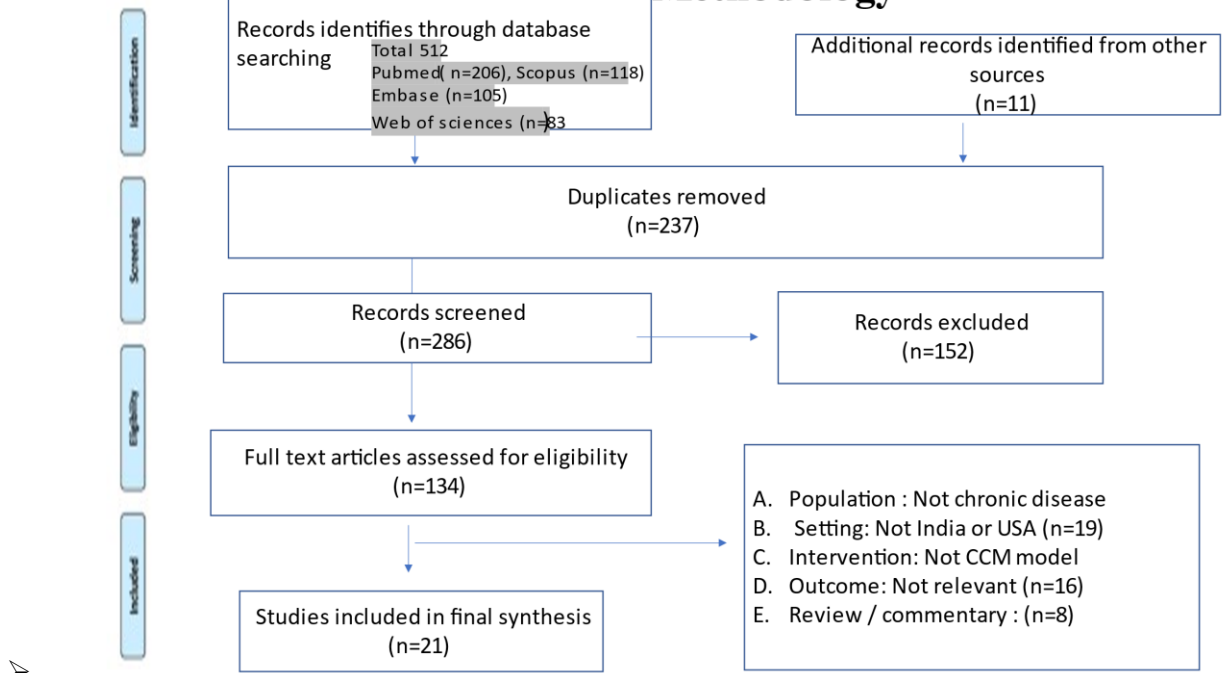 Methodology
Identification
Records identifies through database
searching
Total 512
Pubmed( n=206), Scopus (n=118)
Embase (n=105)
Web of sciences (n=83)
Additional records identified from other
sources
(n=11)
Screening
Duplicates removed
(n=237)
Records screened
(n=286)
Records excluded
(n=152)
Eligibility
Full text articles assessed for eligibility
(n=134)
A. Population : Not chronic disease
B. Setting: Not India or USA (n=19)
C. Intervention: Not CCM model
D. Outcome: Not relevant (n=16)
E. Review / commentary : (n=8)
Included
Studies included in final synthesis
(n=21)